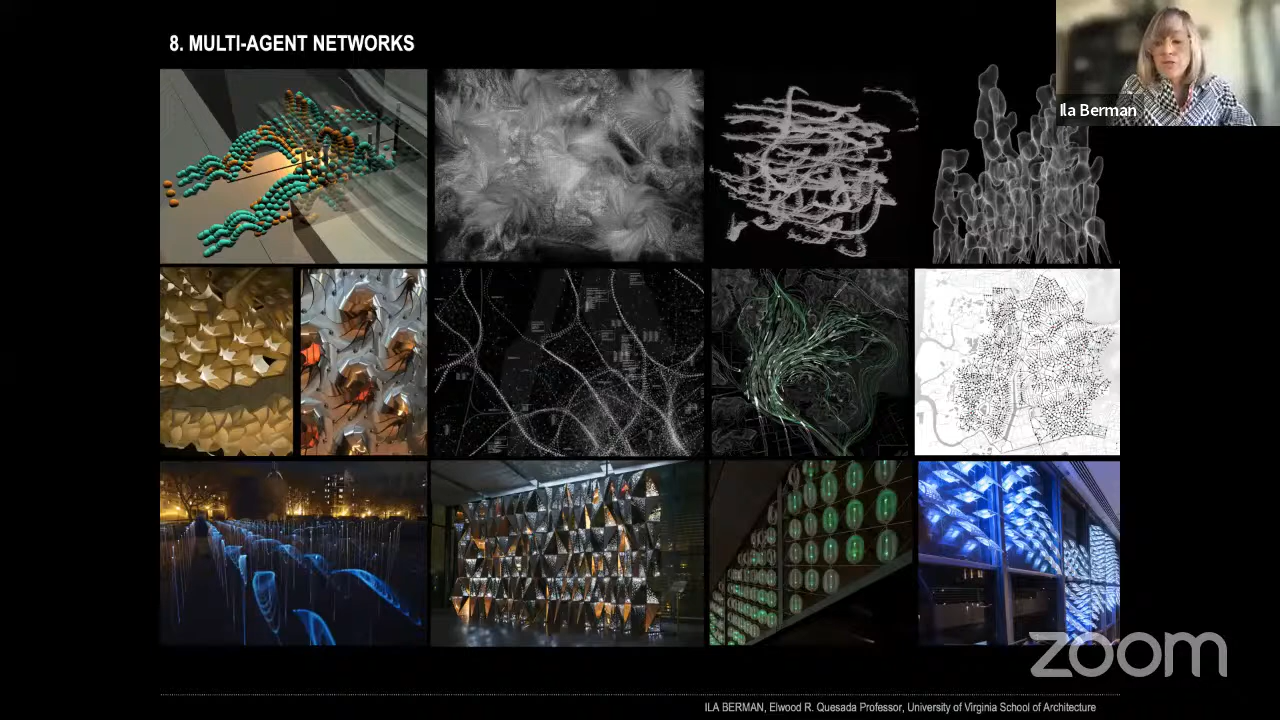 8. MULTI-AGENT NETWORKS
Ila Berman
zoom
ILA BERMAN, Elwood R. Quesada Professor, University of Virginia School of Architecture